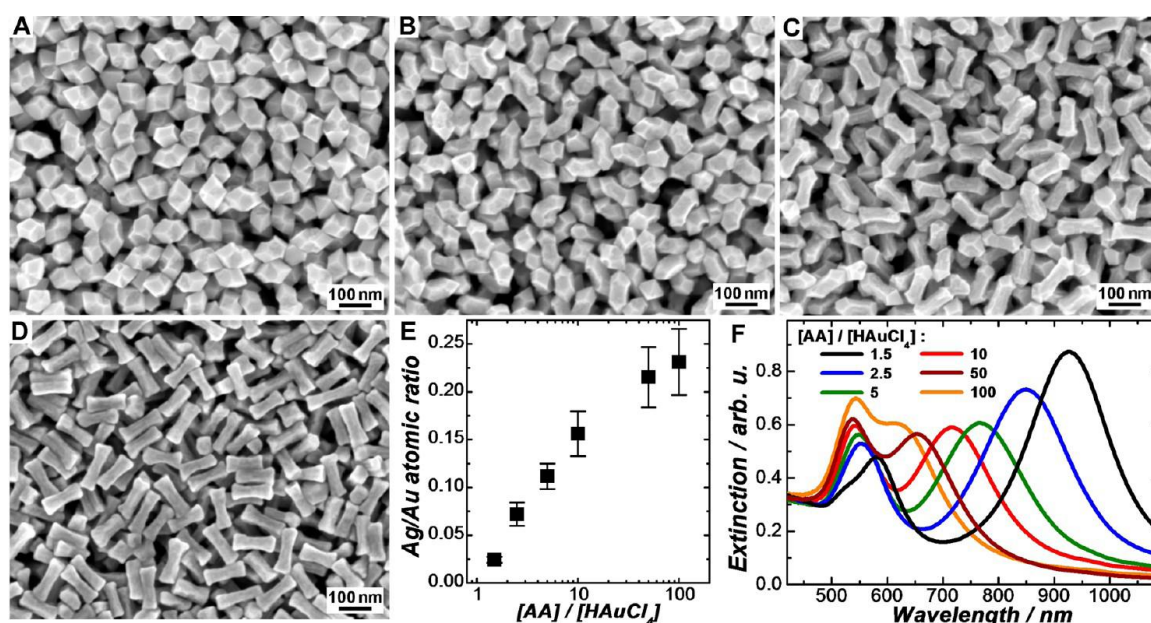 A
100 nm
B
100 nm
C
100 nm
D
100 nm
E
Ag/Au atomic ratio
0.25
0.20
0.15
0.10
0.05
0.00
1
10
100
[AA] / [HAuCl₄]
F
Extinction / arb. u.
[AA] / [HAuCl₄] :
1.5
10
2.5
50
5
100
0.8
0.6
0.4
0.2
0.0
500 600 700 800 900 1000
Wavelength / nm